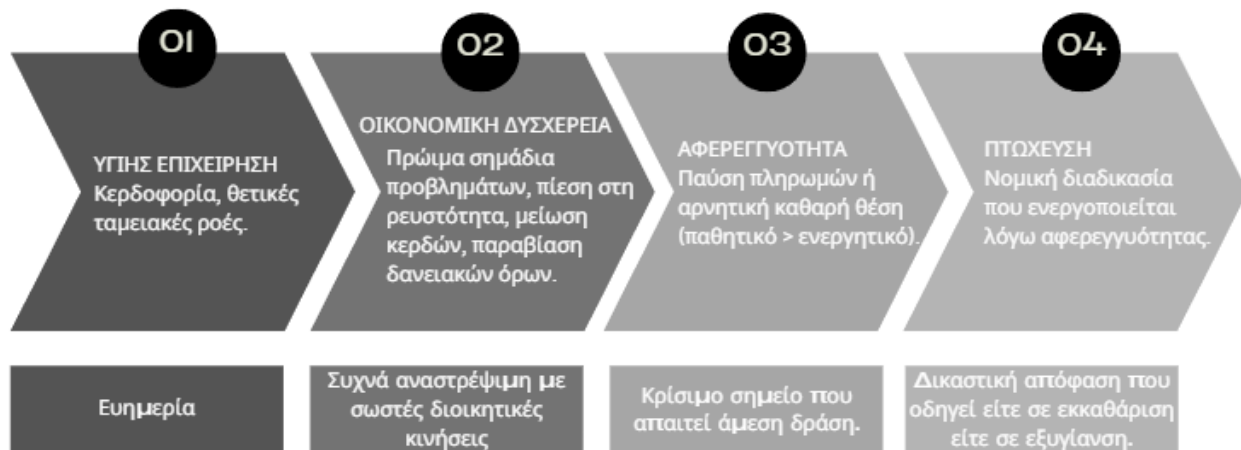 01
ΥΓΙΗΣ ΕΠΙΧΕΙΡΗΣΗ
Κερδοφορία, θετικές
ταμειακές ροές.
Ευημερία
02
ΟΙΚΟΝΟΜΙΚΗ ΔΥΣΧΕΡΕΙΑ
Πρώιμα σημάδια
προβλημάτων, πίεση στη
ρευστότητα, μείωση
κερδών, παραβίαση
δανειακών όρων.
Συχνά αναστρέψιμη με
σωστές διοικητικές
κινήσεις
03
ΑΦΕΡΕΓΓΥΟΤΗΤΑ
Παύση πληρωμών ή
αρνητική καθαρή θέση
(παθητικό > ενεργητικό).
Κρίσιμο σημείο που
απαιτεί άμεση δράση.
04
ΠΤΩΧΕΥΣΗ
Νομική διαδικασία
που ενεργοποιείται
λόγω αφερεγγυότητας.
Δικαστική απόφαση που
οδηγεί είτε σε εκκαθάριση
είτε σε εξυγίανση.